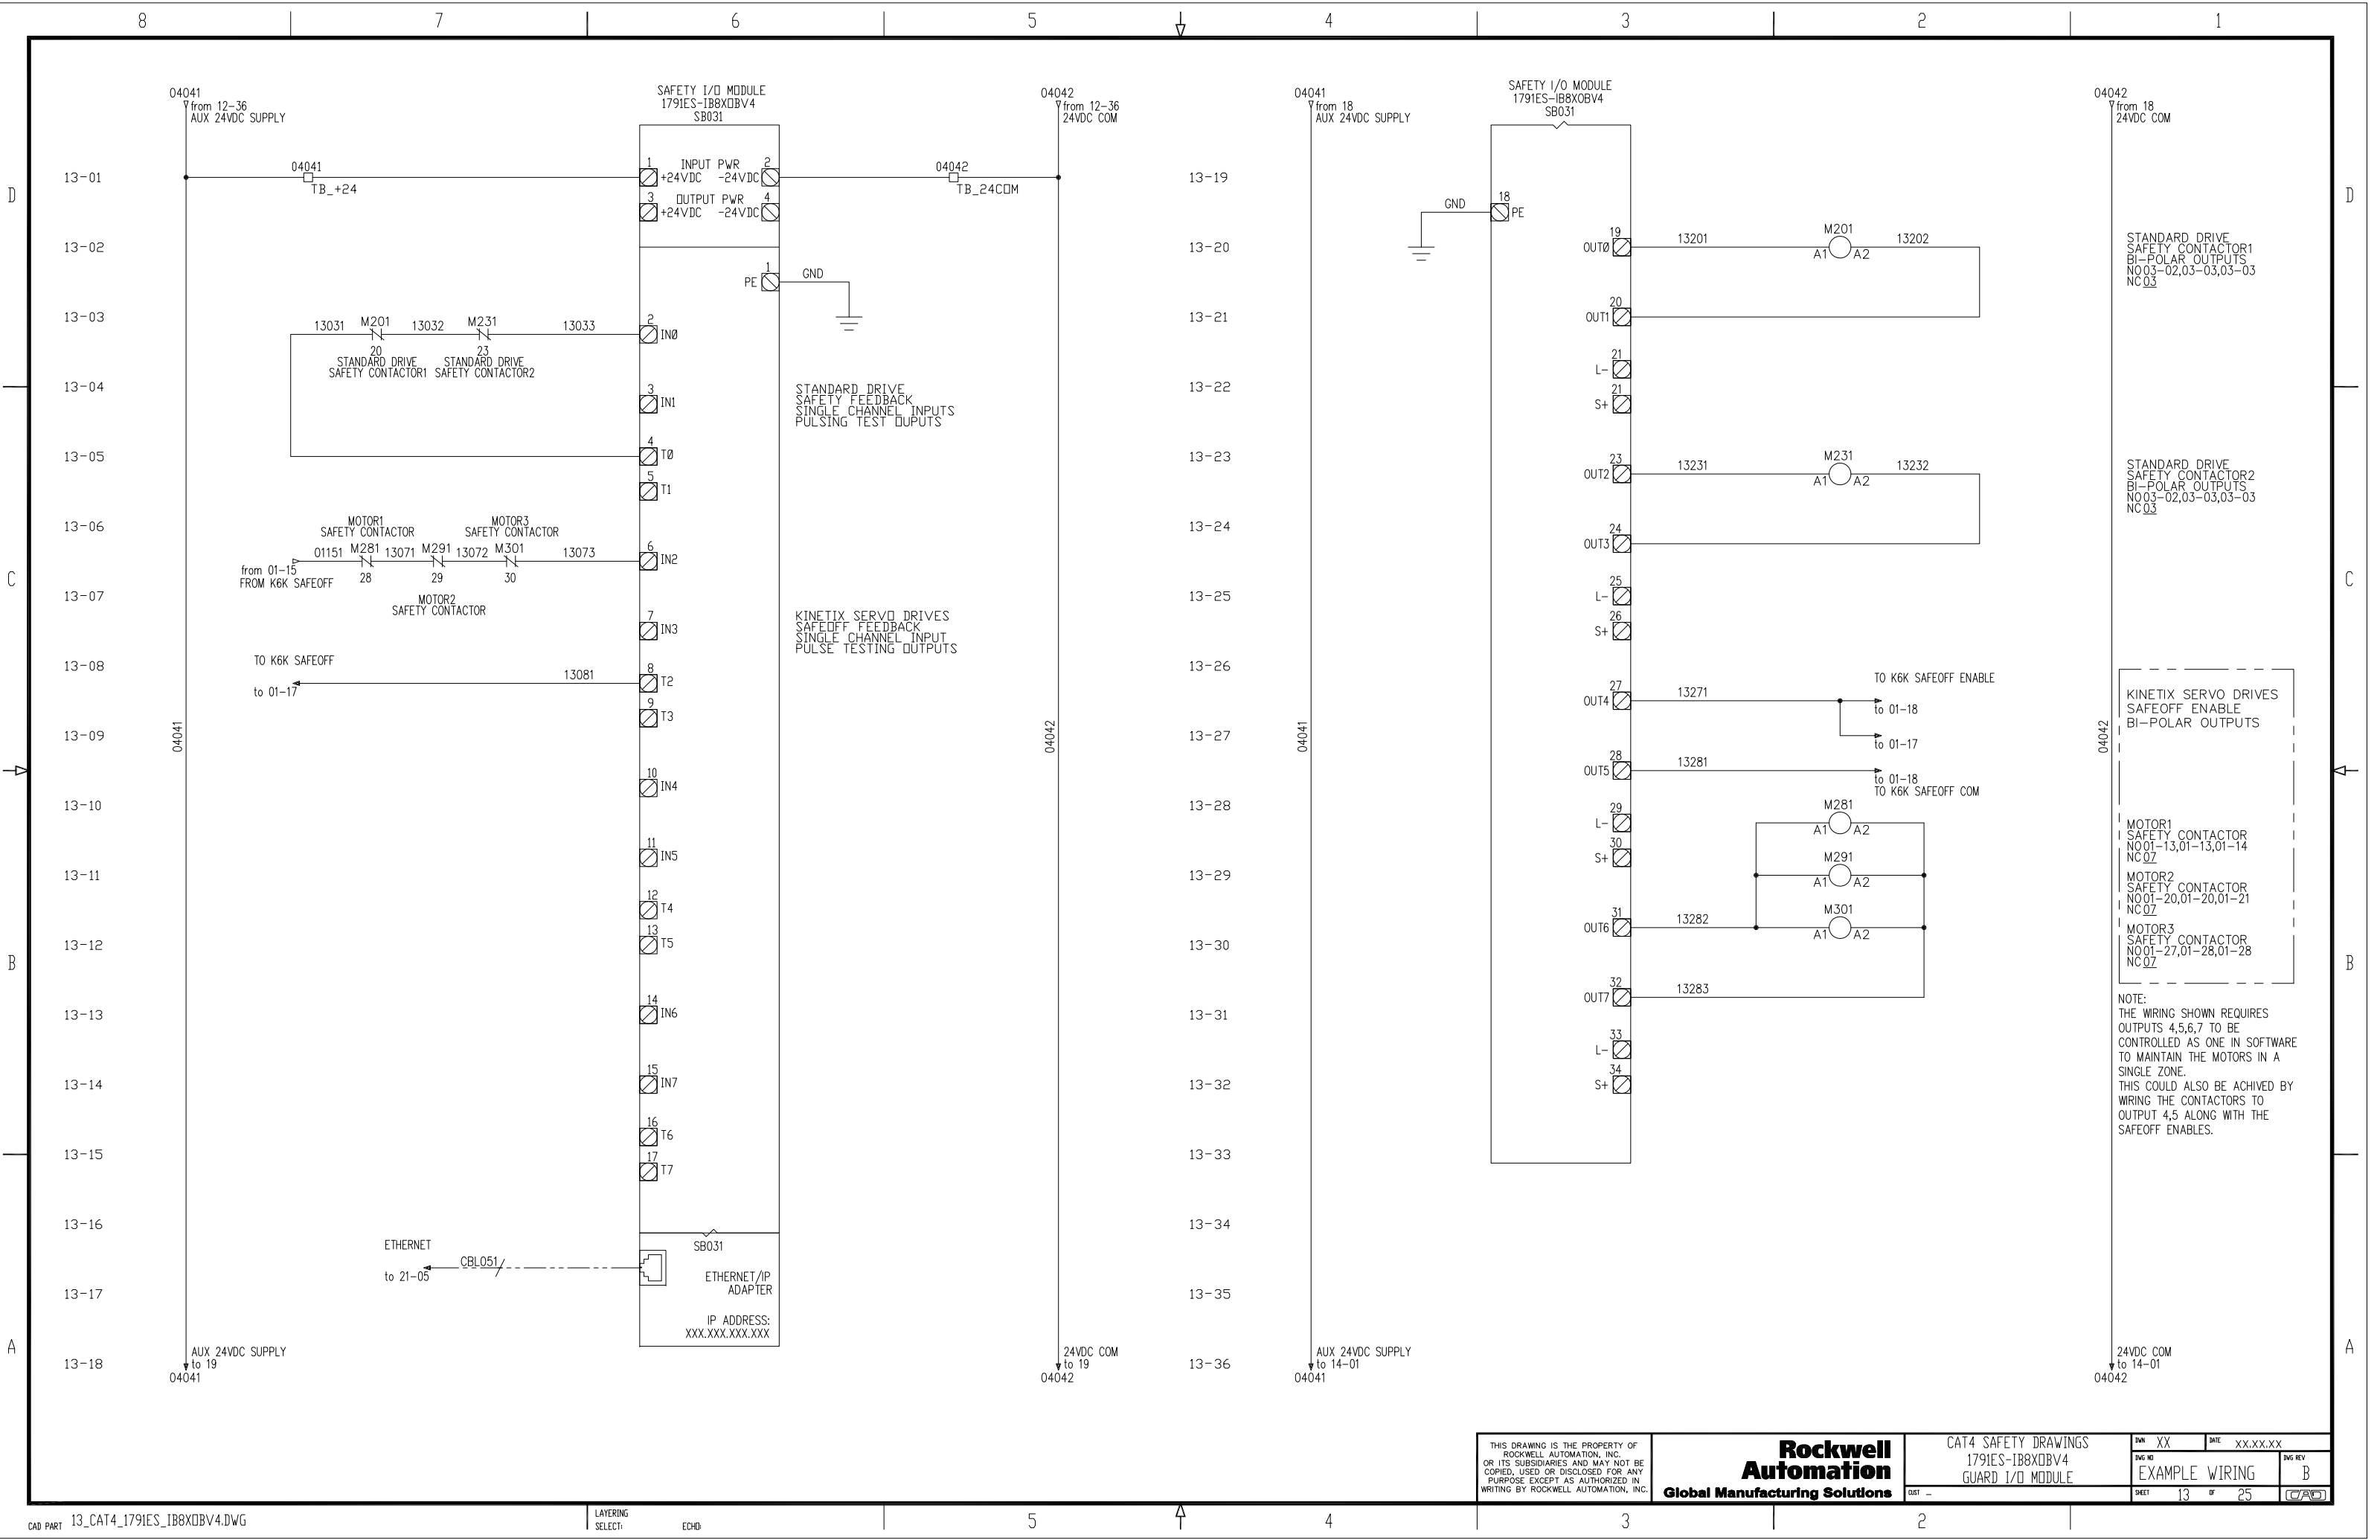 8 7 6 5 4 3 2 1
04041
from 12-36
AUX 24VDC SUPPLY
SAFETY I/O MODULE
1791ES-IB8XOBV4
SB031
04042
from 12-36
24VDC COM
04041
from 18
AUX 24VDC SUPPLY
SAFETY I/O MODULE
1791ES-IB8XOBV4
SB031
04042
from 18
24VDC COM
D
13-01
04041
TB_+24
1 INPUT PWR 2
+24VDC -24VDC
3 OUTPUT PWR 4
+24VDC -24VDC
04042
TB_24COM
13-02
1
PE
GND
13-03
13031 M201 13032 M231 13033
20 23
STANDARD DRIVE STANDARD DRIVE
SAFETY CONTACTOR1 SAFETY CONTACTOR2
2
IN0
13-04
3
IN1
STANDARD DRIVE
SAFETY FEEDBACK
SINGLE CHANNEL INPUTS
PULSING TEST OUPUTS
13-05
4
T0
5
T1
13-06
MOTOR1 MOTOR3
SAFETY CONTACTOR SAFETY CONTACTOR
01151 M281 13071 M291 13072 M301 13073
28 29 30
from 01-15
FROM K6K SAFEOFF
6
IN2
C
13-07
MOTOR2
SAFETY CONTACTOR
7
IN3
KINETIX SERVO DRIVES
SAFEOFF FEEDBACK
SINGLE CHANNEL INPUT
PULSE TESTING OUTPUTS
13-08
TO K6K SAFEOFF
to 01-17
13081
8
T2
9
T3
13-09
04041
04042
10
IN4
13-10
11
IN5
13-11
12
T4
13
T5
13-12
B
14
IN6
13-13
15
IN7
13-14
16
T6
13-15
17
T7
13-16
SB031
ETHERNET
CBL051
to 21-05
ETHERNET/IP
ADAPTER
13-17
IP ADDRESS:
XXX.XXX.XXX.XXX
A
13-18
AUX 24VDC SUPPLY
to 19
04041
24VDC COM
to 19
04042
13-19
D
18
PE
GND
13-20
19
OUT0
13201 M201 13202
A1 A2
STANDARD DRIVE
SAFETY CONTACTOR1
BI-POLAR OUTPUTS
NO 03-02,03-03,03-03
NC 03
13-21
20
OUT1
21
L-
13-22
21
S+
13-23
23
OUT2
13231 M231 13232
A1 A2
STANDARD DRIVE
SAFETY CONTACTOR2
BI-POLAR OUTPUTS
NO 03-02,03-03,03-03
NC 03
13-24
24
OUT3
C
13-25
25
L-
26
S+
13-26
27
OUT4
13271
TO K6K SAFEOFF ENABLE
to 01-18
to 01-17
KINETIX SERVO DRIVES
SAFEOFF ENABLE
BI-POLAR OUTPUTS
13-27
04041
04042
28
OUT5
13281
to 01-18
TO K6K SAFEOFF COM
13-28
29
L-
M281
A1 A2
MOTOR1
SAFETY CONTACTOR
NO 01-13,01-13,01-14
NC 07
30
S+
13-29
M291
A1 A2
MOTOR2
SAFETY CONTACTOR
NO 01-20,01-20,01-21
NC 07
31
OUT6
13282
M301
A1 A2
13-30
MOTOR3
SAFETY CONTACTOR
NO 01-27,01-28,01-28
NC 07
B
32
OUT7
13283
13-31
NOTE:
THE WIRING SHOWN REQUIRES
OUTPUTS 4,5,6,7 TO BE
CONTROLLED AS ONE IN SOFTWARE
TO MAINTAIN THE MOTORS IN A
SINGLE ZONE.
THIS COULD ALSO BE ACHIVED BY
WIRING THE CONTACTORS TO
OUTPUT 4,5 ALONG WITH THE
SAFEOFF ENABLES.
33
L-
13-32
34
S+
13-33
13-34
13-35
A
13-36
AUX 24VDC SUPPLY
to 14-01
04041
24VDC COM
to 14-01
04042
THIS DRAWING IS THE PROPERTY OF
ROCKWELL AUTOMATION, INC.
OR ITS SUBSIDIARIES AND MAY NOT BE
COPIED, USED OR DISCLOSED FOR ANY
PURPOSE EXCEPT AS AUTHORIZED IN
WRITING BY ROCKWELL AUTOMATION, INC.
Rockwell
Automation
Global Manufacturing Solutions
CAT4 SAFETY DRAWINGS
1791ES-IB8XOBV4
GUARD I/O MODULE
CUST -
DWN XX DATE XX.XX.XX
DWG NO DWG REV
EXAMPLE WIRING B
SHEET 13 OF 25 CAD
CAD PART 13_CAT4_1791ES_IB8XOBV4.DWG
LAYERING
SELECT: ECHO:
5 4 3 2